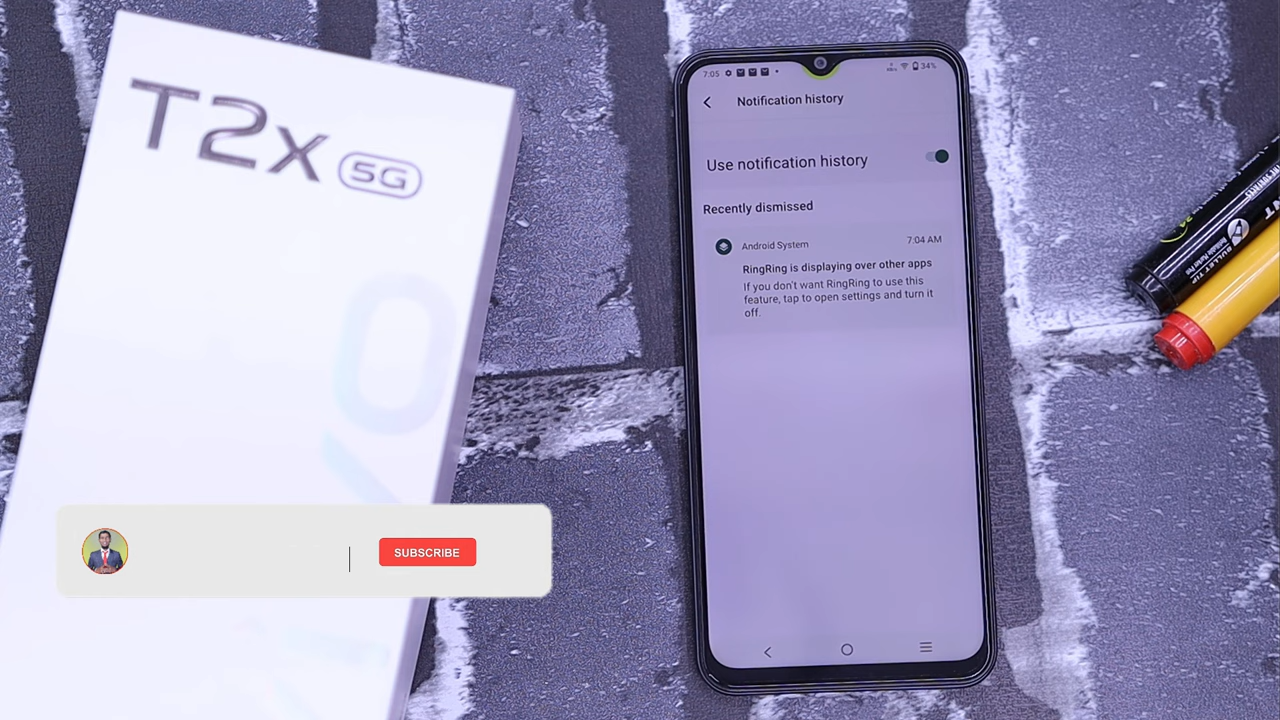 T2x 5G
7:05
34%
Notification history
Use notification history
Recently dismissed
Android System 7:04 AM
RingRing is displaying over other apps
If you don't want RingRing to use this
feature, tap to open settings and turn it
off.
BULLET TIP
SUBSCRIBE